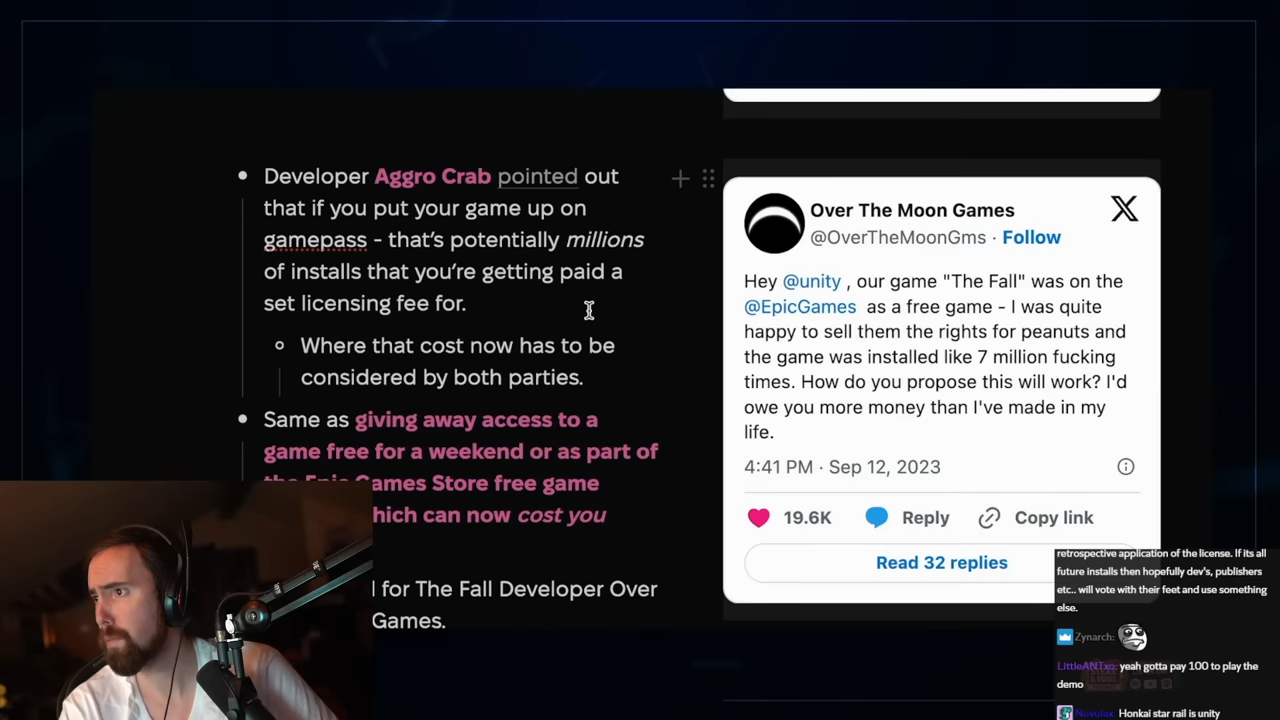 Developer Aggro Crab pointed out
that if you put your game up on
gamepass - that's potentially millions
of installs that you're getting paid a
set licensing fee for.
Where that cost now has to be
considered by both parties.
Same as giving away access to a
game free for a weekend or as part of
the Epic Games Store free game
hich can now cost you
l for The Fall Developer Over
Games.
Over The Moon Games
@OverTheMoonGms · Follow
Hey @unity , our game "The Fall" was on the
@EpicGames as a free game - I was quite
happy to sell them the rights for peanuts and
the game was installed like 7 million fucking
times. How do you propose this will work? I'd
owe you more money than I've made in my
life.
4:41 PM · Sep 12, 2023
19.6K Reply Copy link
Read 32 replies
retrospective application of the license. If its all
future installs then hopefully dev's, publishers
etc.. will vote with their feet and use something
else.
Zynarch:
LittleANTxo: yeah gotta pay 100 to play the
demo
Novulux: Honkai star rail is unity